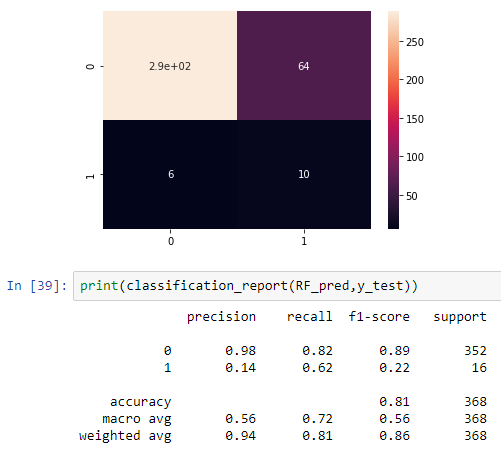 0
2.9e+02
64
1
6
10
0
1
250
200
150
100
50
In [39]: print(classification_report(RF_pred,y_test))
precision recall f1-score support
0 0.98 0.82 0.89 352
1 0.14 0.62 0.22 16
accuracy 0.81 368
macro avg 0.56 0.72 0.56 368
weighted avg 0.94 0.81 0.86 368